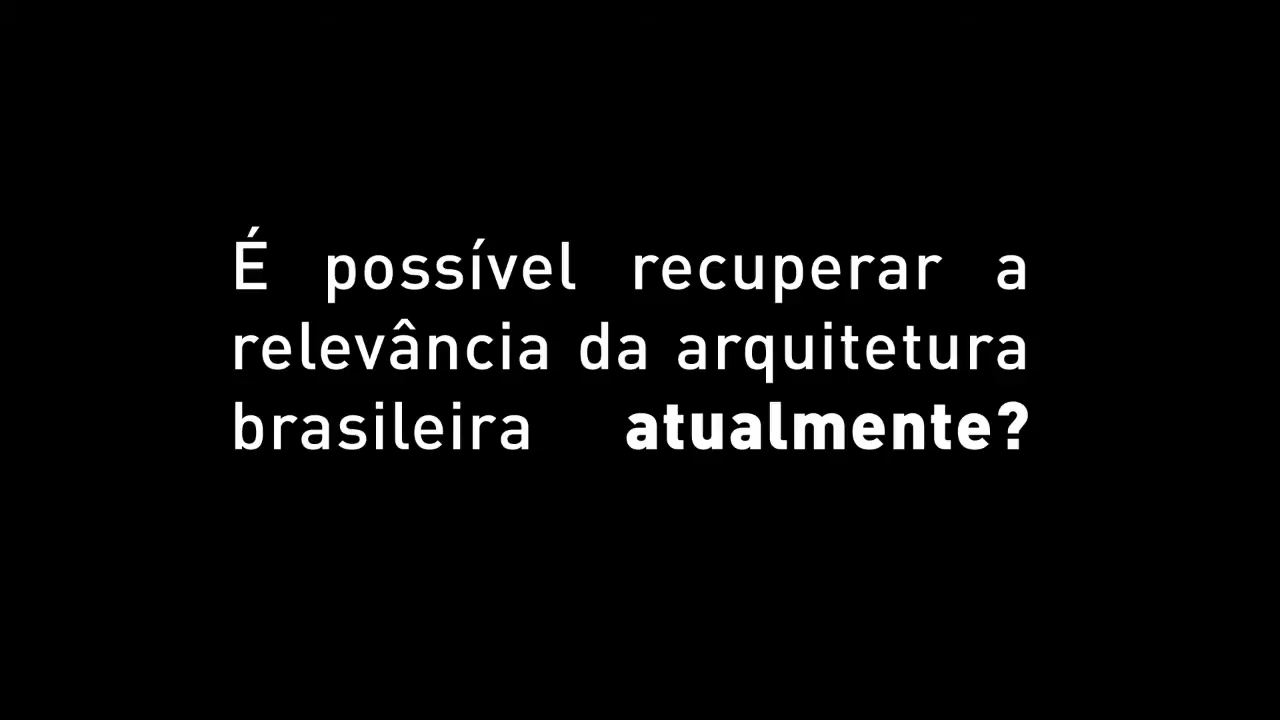 É possível recuperar a
relevância da arquitetura
brasileira atualmente?